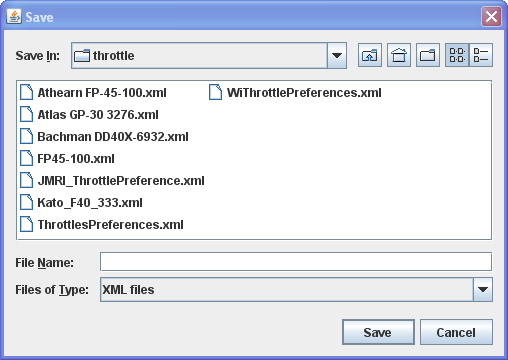 Save
Save In: throttle
Athearn FP-45-100.xml WiThrottlePreferences.xml
Atlas GP-30 3276.xml
Bachman DD40X-6932.xml
FP45-100.xml
JMRI_ThrottlePreference.xml
Kato_F40_333.xml
ThrottlesPreferences.xml
File Name:
Files of Type: XML files
Save Cancel